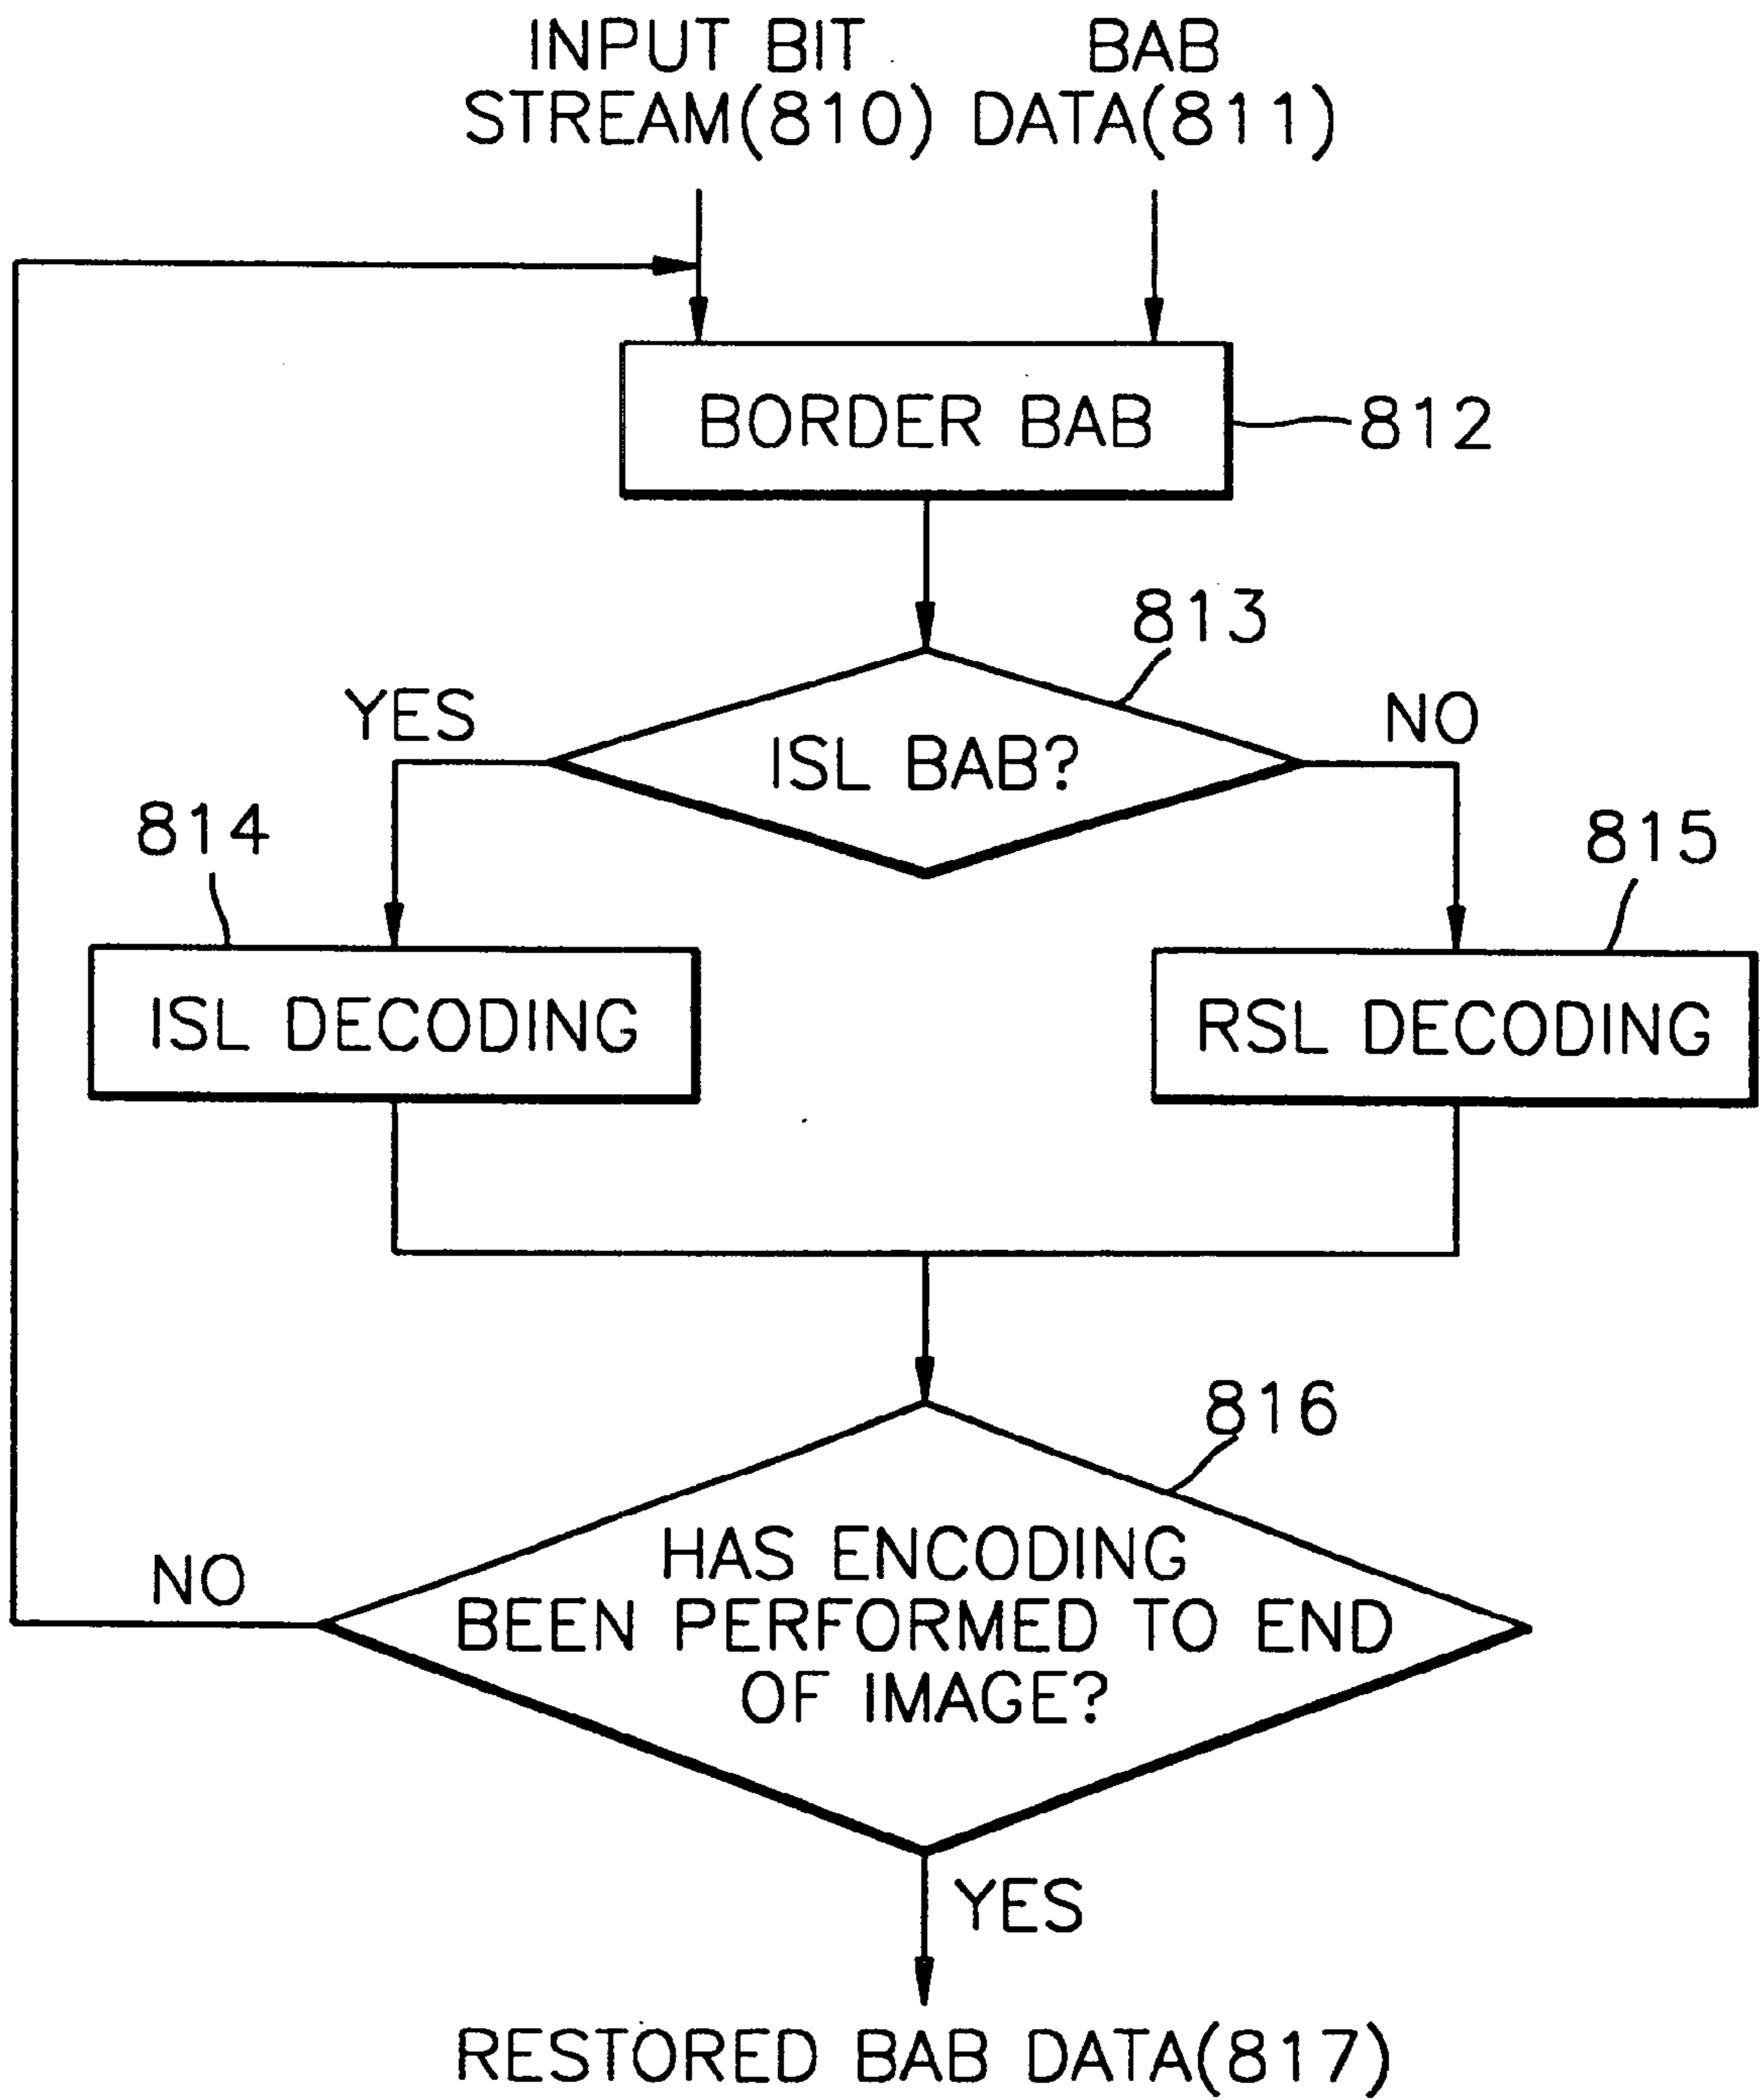 INPUT BIT
STREAM(810)
BAB
DATA(811)
BORDER BAB
812
813
YES
NO
ISL BAB?
814
815
ISL DECODING
RSL DECODING
816
HAS ENCODING
BEEN PERFORMED TO END
OF IMAGE?
NO
YES
RESTORED BAB DATA(817)